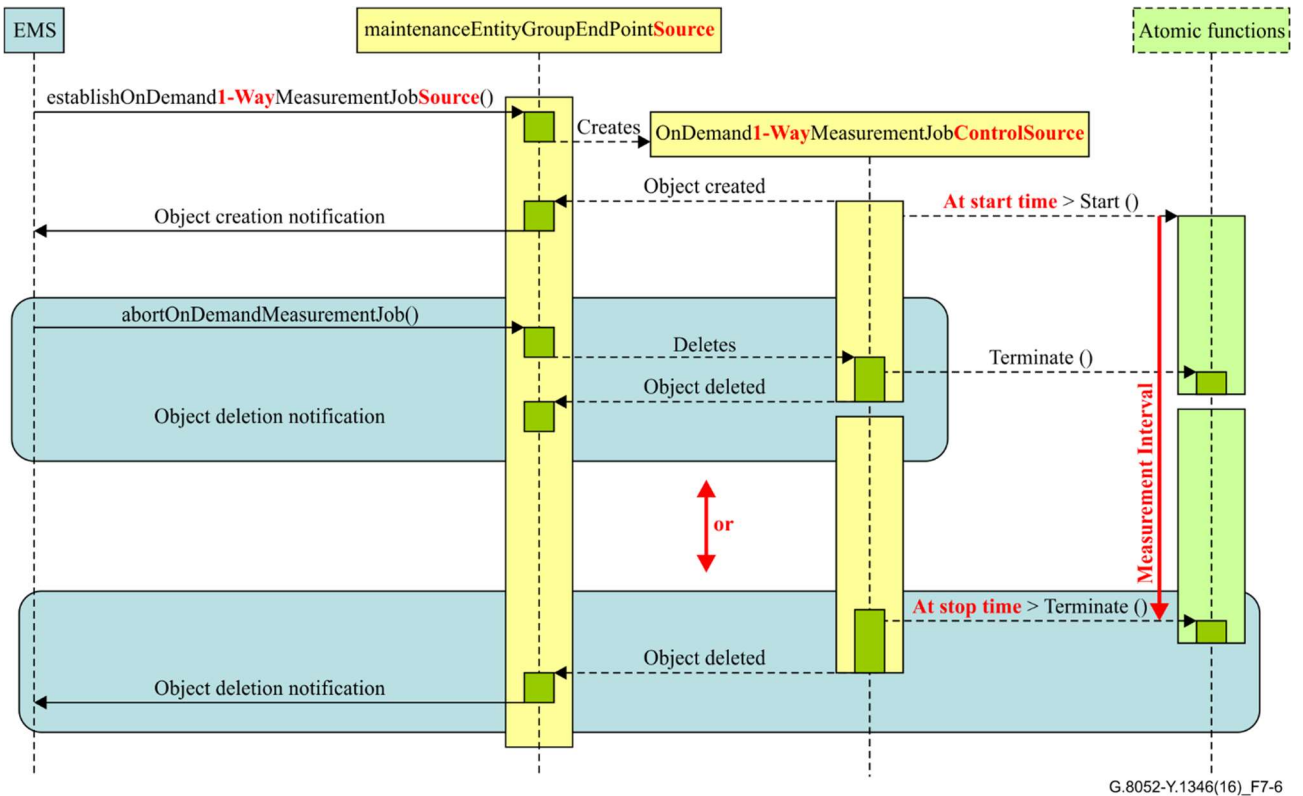 EMS
maintenanceEntityGroupEndPointSource
Atomic functions
establishOnDemand1-WayMeasurementJobSource()
Creates
OnDemand1-WayMeasurementJobControlSource
Object created
At start time > Start ()
Object creation notification
abortOnDemandMeasurementJob()
Deletes
Terminate ()
Object deleted
Object deletion notification
Measurement Interval
or
At stop time > Terminate ()
Object deleted
Object deletion notification
G.8052-Y.1346(16)_F7-6